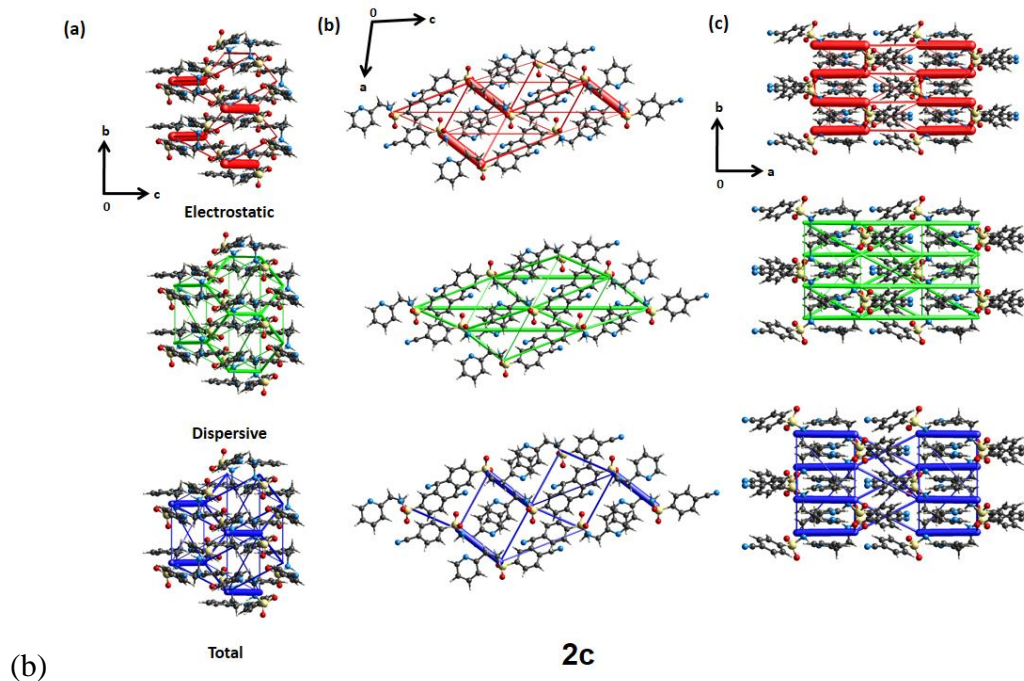 (a)
(b)
(c)
0
c
a
b
0
c
b
0
a
Electrostatic
Dispersive
Total
(b)
2c